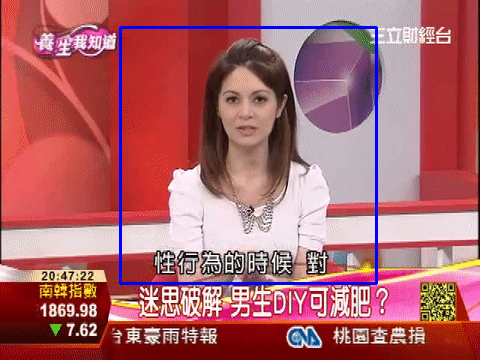 養生我知道
三立財經台
性行為的時候 對
迷思破解 男生DIY可減肥？
20:47:22
南韓指數
1869.98
▼7.62
台東豪雨特報
CNA
桃園查農損